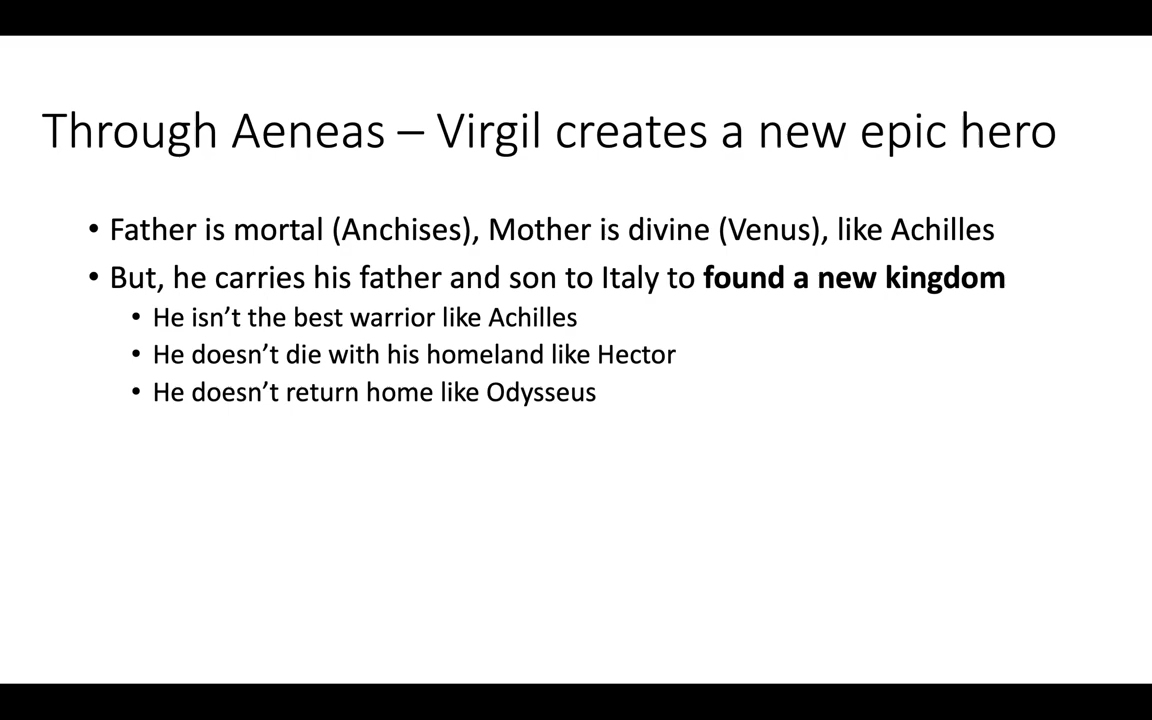 Through Aeneas – Virgil creates a new epic hero
• Father is mortal (Anchises), Mother is divine (Venus), like Achilles
• But, he carries his father and son to Italy to found a new kingdom
• He isn’t the best warrior like Achilles
• He doesn’t die with his homeland like Hector
• He doesn’t return home like Odysseus